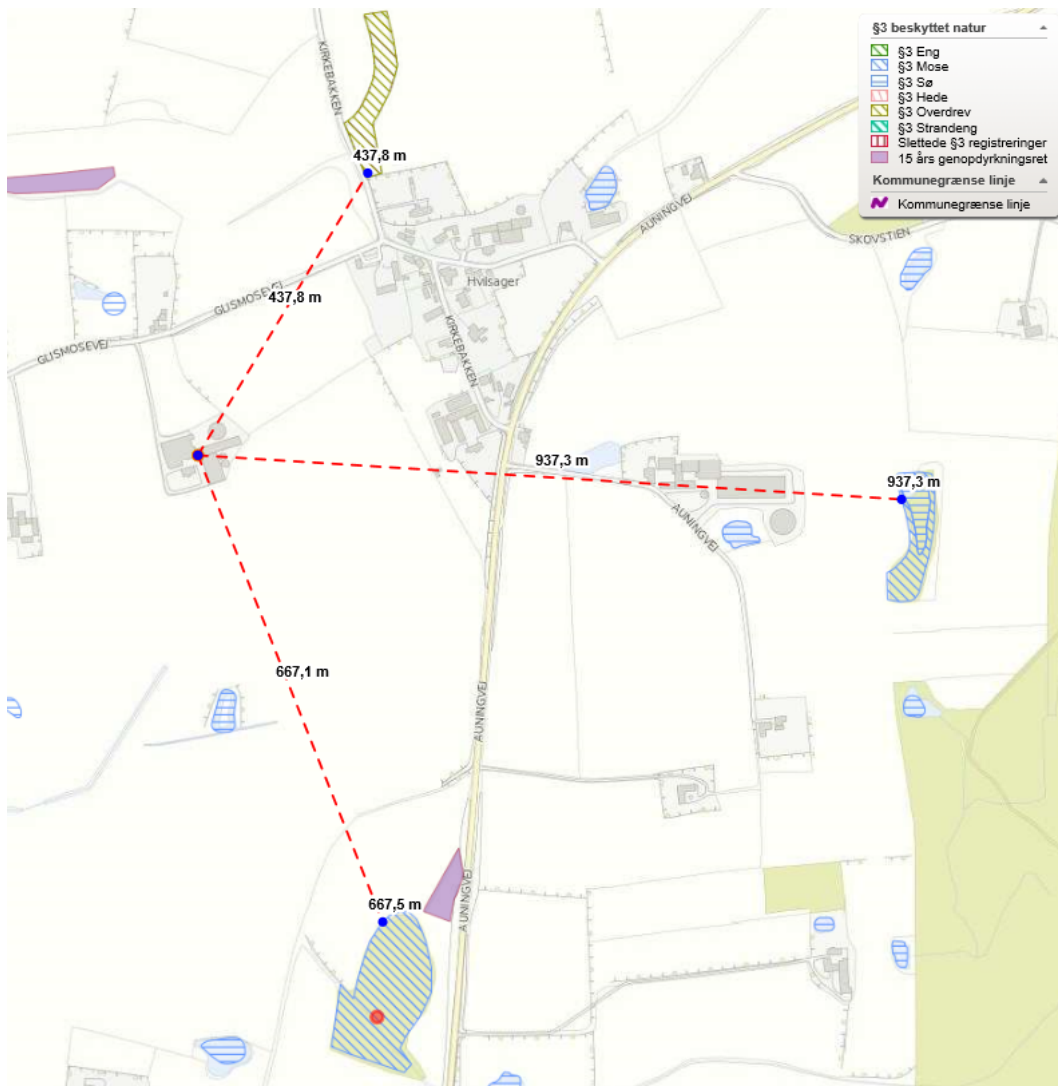 §3 beskyttet natur
§3 Eng
§3 Mose
§3 Sø
§3 Hede
§3 Overdrev
§3 Strandeng
Slettede §3 registreringer
15 års genopdyrkningsret
Kommunegrænse linje
Kommunegrænse linje
KIRKEBAKKEN
437,8 m
AUNINGVEJ
SKOVSTIEN
Hvilsager
GLISMOSEVEJ
437,8 m
GLISMOSEVEJ
KIRKEBAKKEN
937,3 m
937,3 m
AUNINGVEJ
667,1 m
AUNINGVEJ
667,5 m
AUNINGVEJ